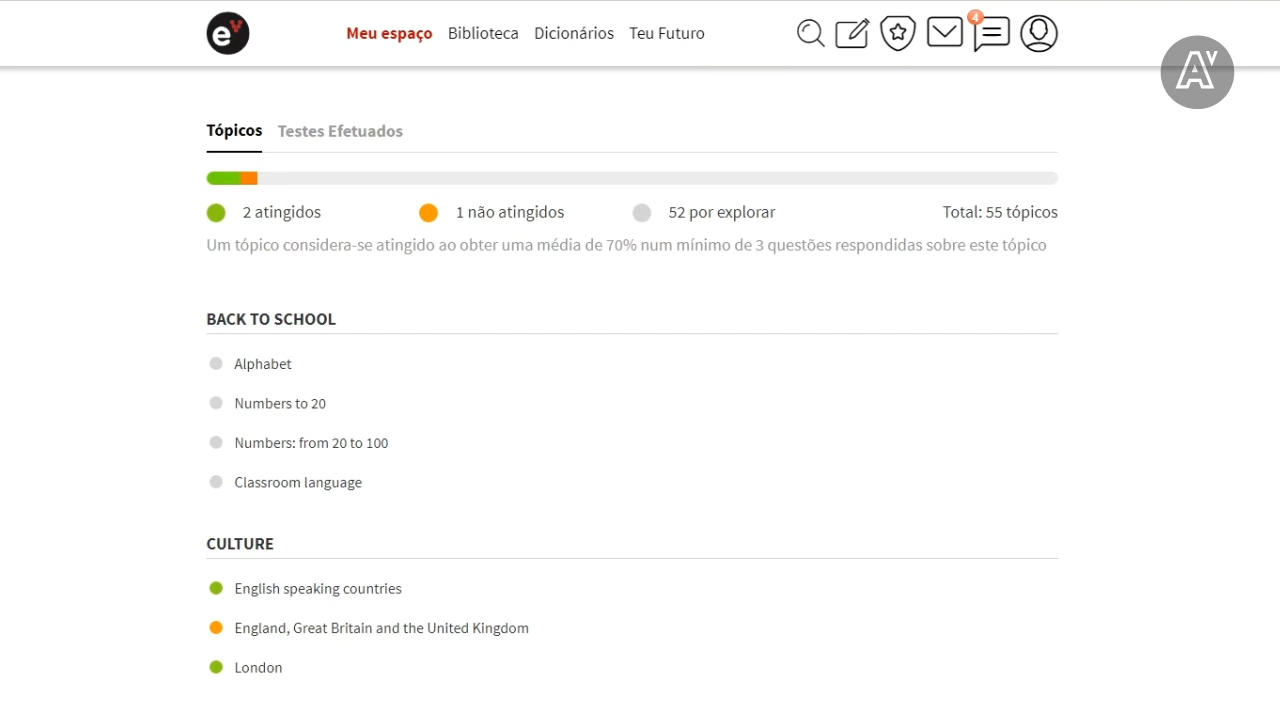 ev
Meu espaço Biblioteca Dicionários Teu Futuro
4
AV
Tópicos Testes Efetuados
2 atingidos 1 não atingidos 52 por explorar Total: 55 tópicos
Um tópico considera-se atingido ao obter uma média de 70% num mínimo de 3 questões respondidas sobre este tópico
BACK TO SCHOOL
Alphabet
Numbers to 20
Numbers: from 20 to 100
Classroom language
CULTURE
English speaking countries
England, Great Britain and the United Kingdom
London